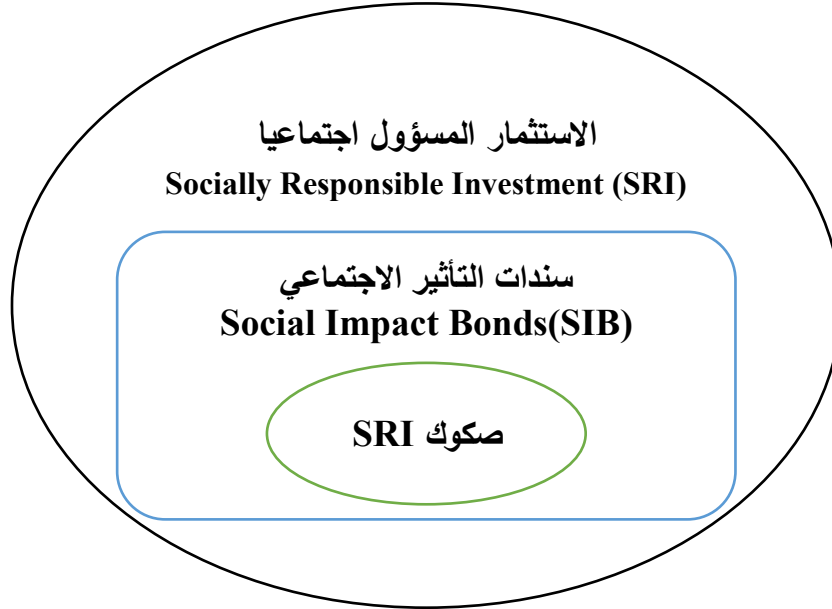 الاستثمار المسؤول اجتماعيا
Socially Responsible Investment (SRI)
سندات التأثير الاجتماعي
Social Impact Bonds(SIB)
صكوك SRI